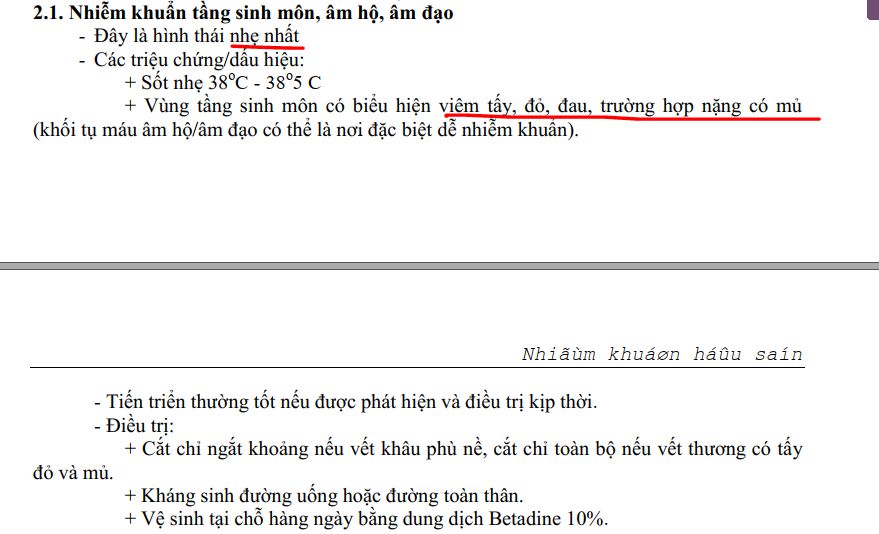 2.1. Nhiễm khuẩn tầng sinh môn, âm hộ, âm đạo
- Đây là hình thái nhẹ nhất
- Các triệu chứng/dấu hiệu:
+ Sốt nhẹ 38°C - 38°5 C
+ Vùng tầng sinh môn có biểu hiện viêm tấy, đỏ, đau, trường hợp nặng có mủ
(khối tụ máu âm hộ/âm đạo có thể là nơi đặc biệt dễ nhiễm khuẩn).
Nhiãùm khuáøn háûu saín
- Tiến triển thường tốt nếu được phát hiện và điều trị kịp thời.
- Điều trị:
+ Cắt chỉ ngắt khoảng nếu vết khâu phù nề, cắt chỉ toàn bộ nếu vết thương có tấy
đỏ và mủ.
+ Kháng sinh đường uống hoặc đường toàn thân.
+ Vệ sinh tại chỗ hàng ngày bằng dung dịch Betadine 10%.